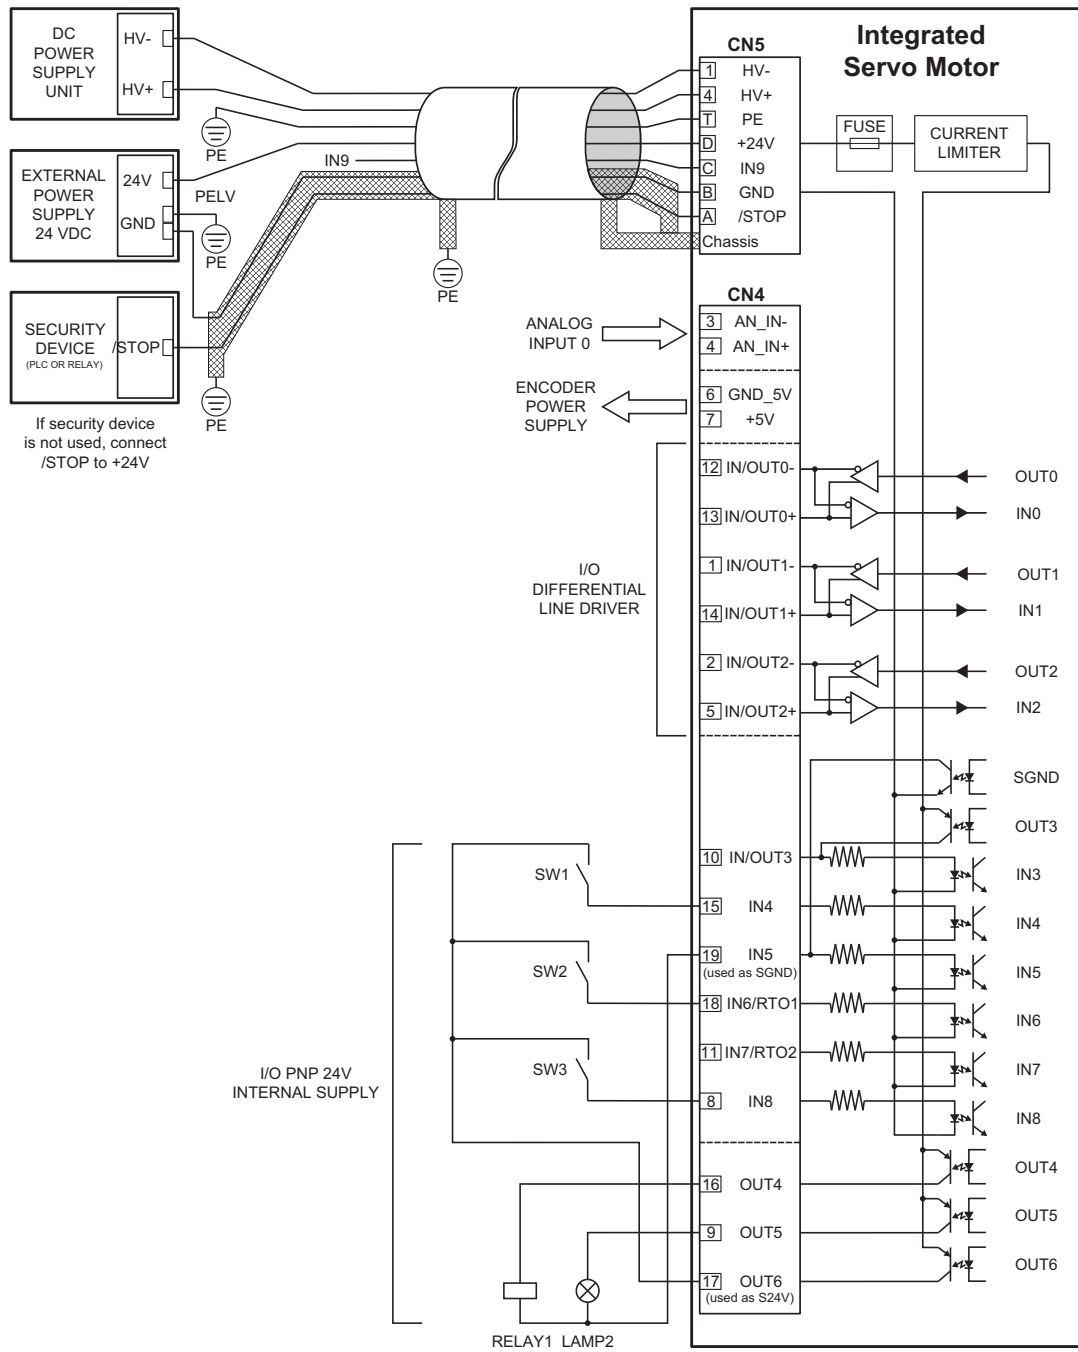 DC
POWER
SUPPLY
UNIT
HV-
HV+
PE
EXTERNAL
POWER
SUPPLY
24 VDC
24V
GND
PELV
PE
SECURITY
DEVICE
(PLC OR RELAY)
/STOP
PE
If security device
is not used, connect
/STOP to +24V
IN9
PE
Integrated
Servo Motor
CN5
1 HV-
4 HV+
T PE
D +24V
C IN9
B GND
A /STOP
Chassis
FUSE
CURRENT
LIMITER
CN4
ANALOG
INPUT 0
3 AN_IN-
4 AN_IN+
ENCODER
POWER
SUPPLY
6 GND_5V
7 +5V
I/O
DIFFERENTIAL
LINE DRIVER
12 IN/OUT0-
13 IN/OUT0+
1 IN/OUT1-
14 IN/OUT1+
2 IN/OUT2-
5 IN/OUT2+
OUT0
IN0
OUT1
IN1
OUT2
IN2
I/O PNP 24V
INTERNAL SUPPLY
SW1
SW2
SW3
10 IN/OUT3
15 IN4
19 IN5
(used as SGND)
18 IN6/RTO1
11 IN7/RTO2
8 IN8
16 OUT4
9 OUT5
17 OUT6
(used as S24V)
SGND
OUT3
IN3
IN4
IN5
IN6
IN7
IN8
OUT4
OUT5
OUT6
RELAY1 LAMP2